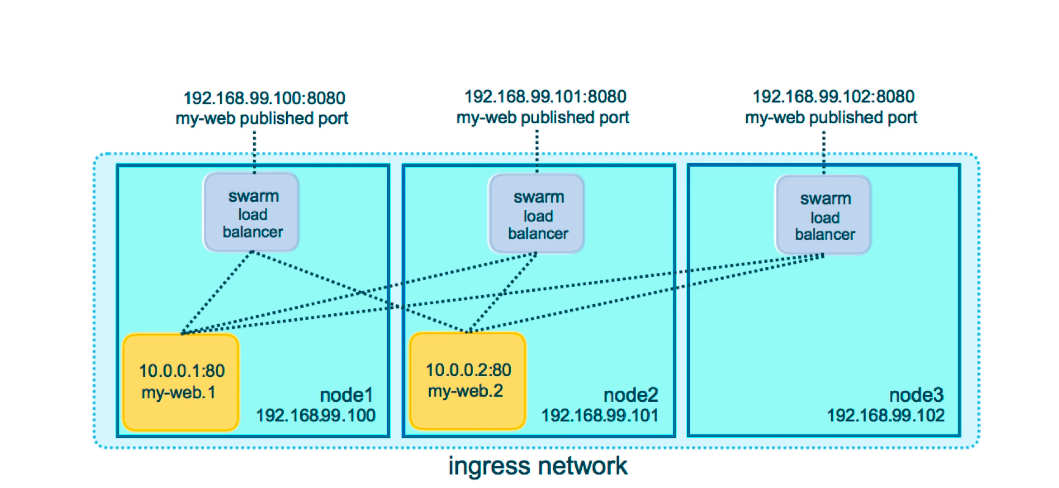 192.168.99.100:8080
my-web published port
192.168.99.101:8080
my-web published port
192.168.99.102:8080
my-web published port
swarm
load
balancer
swarm
load
balancer
swarm
load
balancer
10.0.0.1:80
my-web.1
node1
192.168.99.100
10.0.0.2:80
my-web.2
node2
192.168.99.101
node3
192.168.99.102
ingress network